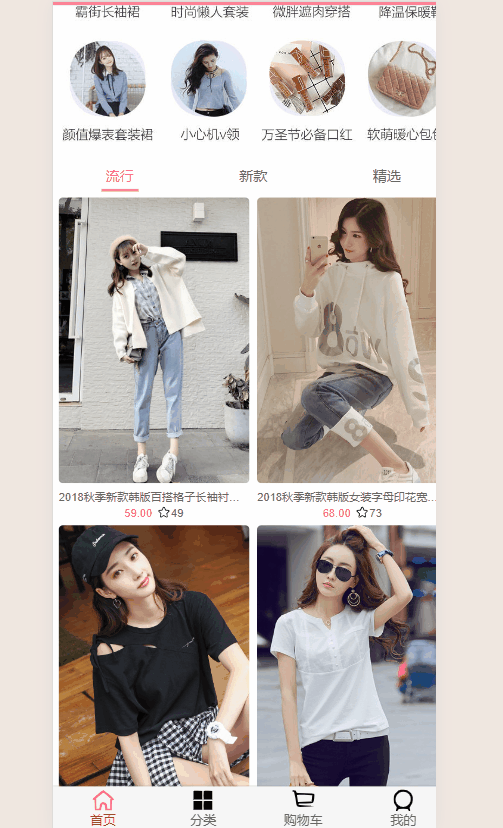 霸街长袖裙
时尚懒人套装
微胖遮肉穿搭
降温保暖
颜值爆表套装裙
小心机v领
万圣节必备口红
软萌暖心包
流行
新款
精选
2018秋季新款韩版百搭格子长袖衬...
2018秋季新款韩版女装字母印花宽...
59.00 49
68.00 73
首页
分类
购物车
我的